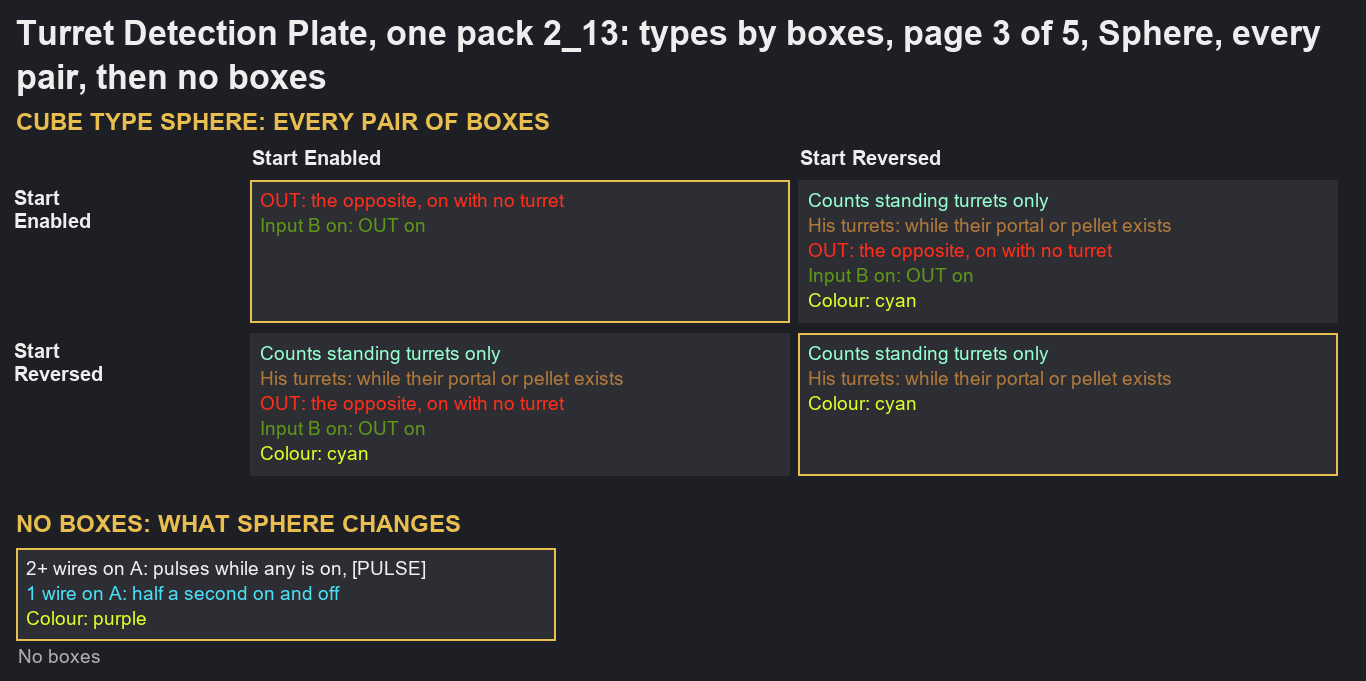 Turret Detection Plate, one pack 2_13: types by boxes, page 3 of 5, Sphere, every
pair, then no boxes
CUBE TYPE SPHERE: EVERY PAIR OF BOXES
Start Enabled
Start Reversed
Start
Enabled
OUT: the opposite, on with no turret
Input B on: OUT on
Counts standing turrets only
His turrets: while their portal or pellet exists
OUT: the opposite, on with no turret
Input B on: OUT on
Colour: cyan
Start
Reversed
Counts standing turrets only
His turrets: while their portal or pellet exists
OUT: the opposite, on with no turret
Input B on: OUT on
Colour: cyan
Counts standing turrets only
His turrets: while their portal or pellet exists
Colour: cyan
NO BOXES: WHAT SPHERE CHANGES
2+ wires on A: pulses while any is on, [PULSE]
1 wire on A: half a second on and off
Colour: purple
No boxes